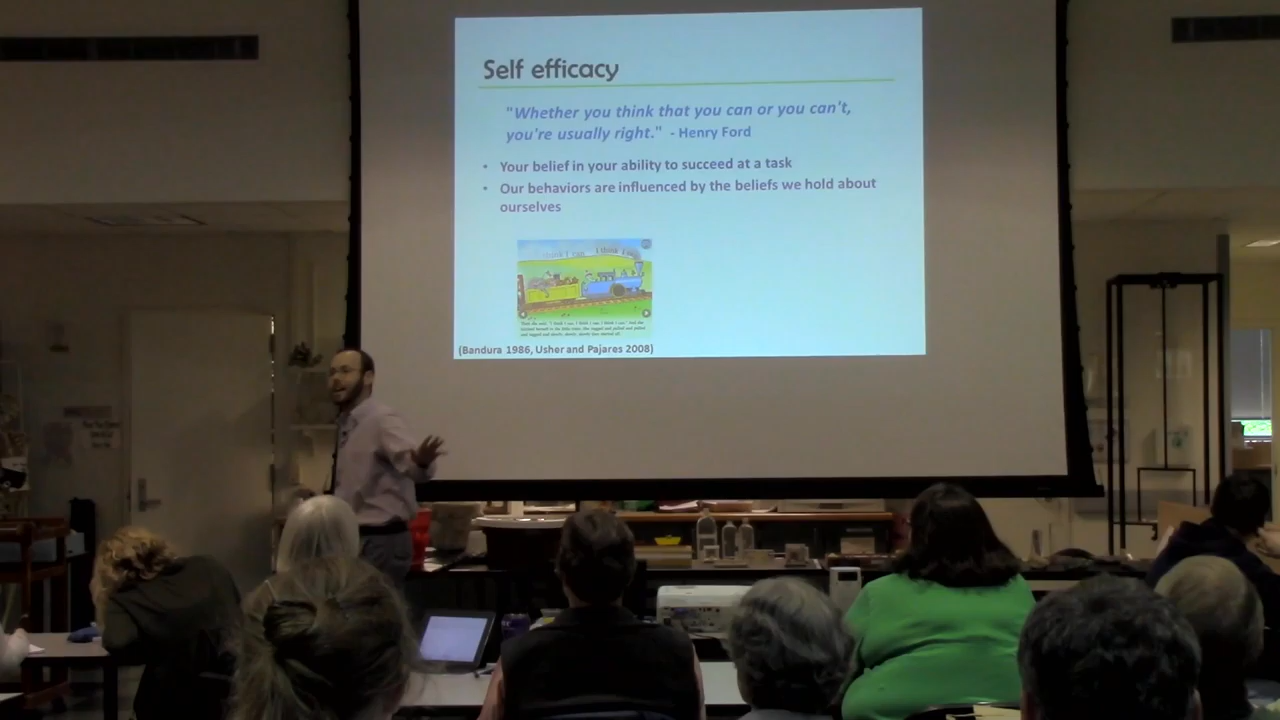 Self efficacy
"Whether you think that you can or you can't,
you're usually right." - Henry Ford
• Your belief in your ability to succeed at a task
• Our behaviors are influenced by the beliefs we hold about
ourselves
I think I can
(Bandura 1986, Usher and Pajares 2008)